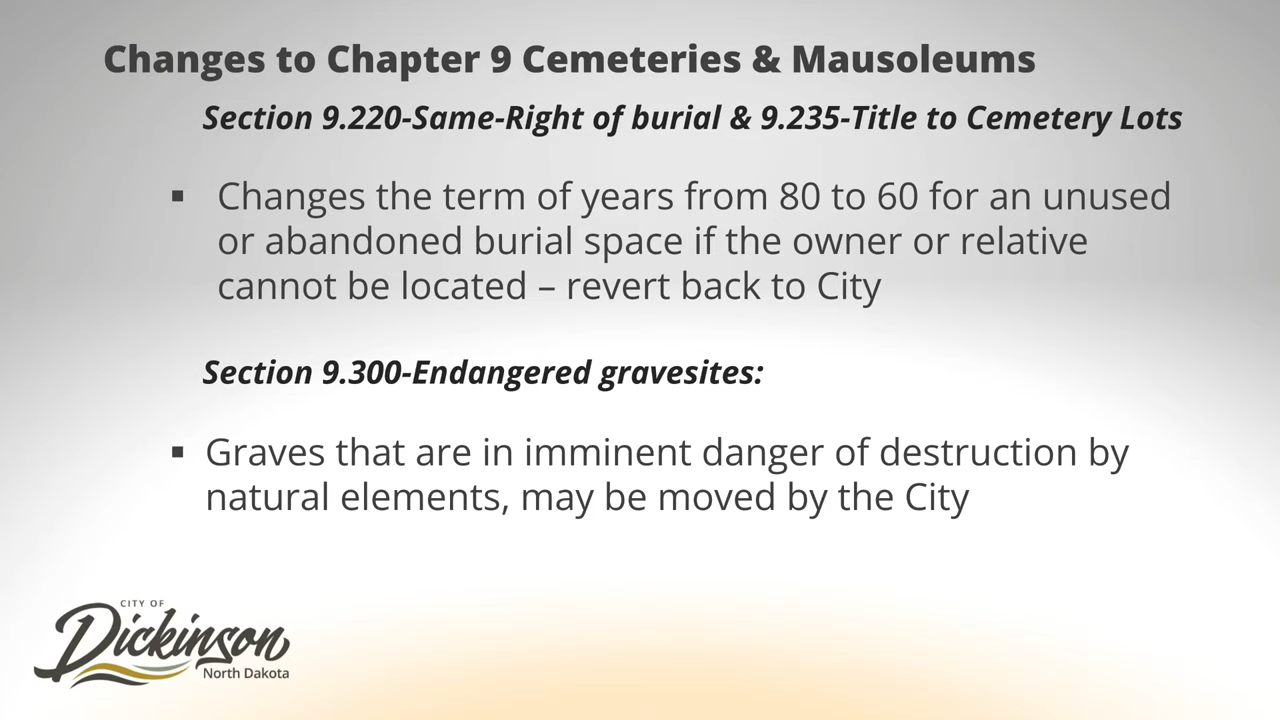 Changes to Chapter 9 Cemeteries & Mausoleums
Section 9.220-Same-Right of burial & 9.235-Title to Cemetery Lots
▪ Changes the term of years from 80 to 60 for an unused
or abandoned burial space if the owner or relative
cannot be located – revert back to City
Section 9.300-Endangered gravesites:
▪ Graves that are in imminent danger of destruction by
natural elements, may be moved by the City
CITY OF
Dickinson
North Dakota